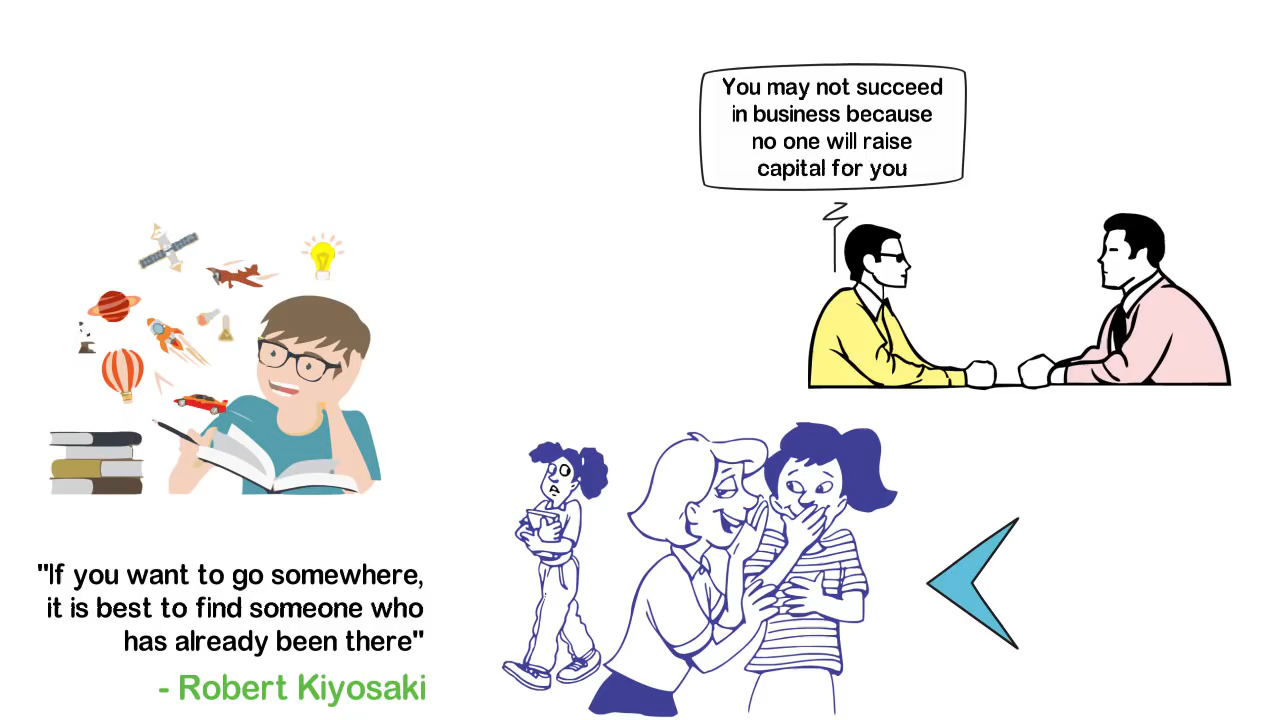 You may not succeed
in business because
no one will raise
capital for you
"If you want to go somewhere,
it is best to find someone who
has already been there"
- Robert Kiyosaki